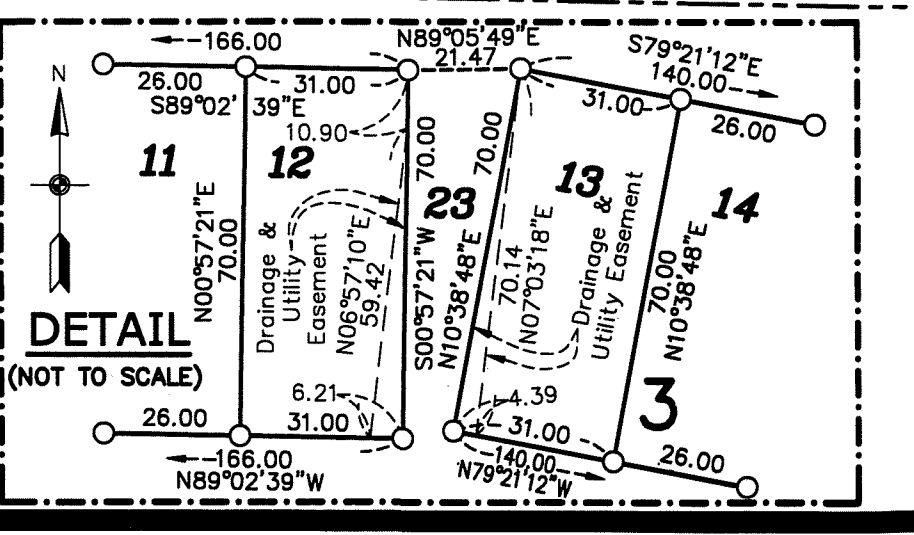 166.00
N89°05'49"E
21.47
S79°21'12"E
140.00
N
26.00
31.00
31.00
26.00
S89°02'39"E
10.90
11
12
23
13
14
N00°57'21"E
70.00
Drainage &
Utility
Easement
N06°57'10"E
59.42
70.00
S00°57'21"W
70.00
N10°38'48"E
70.14
N07°03'18"E
Drainage &
Utility Easement
70.00
N10°38'48"E
DETAIL
(NOT TO SCALE)
6.21
4.39
3
26.00
31.00
31.00
26.00
166.00
N89°02'39"W
140.00
N79°21'12"W